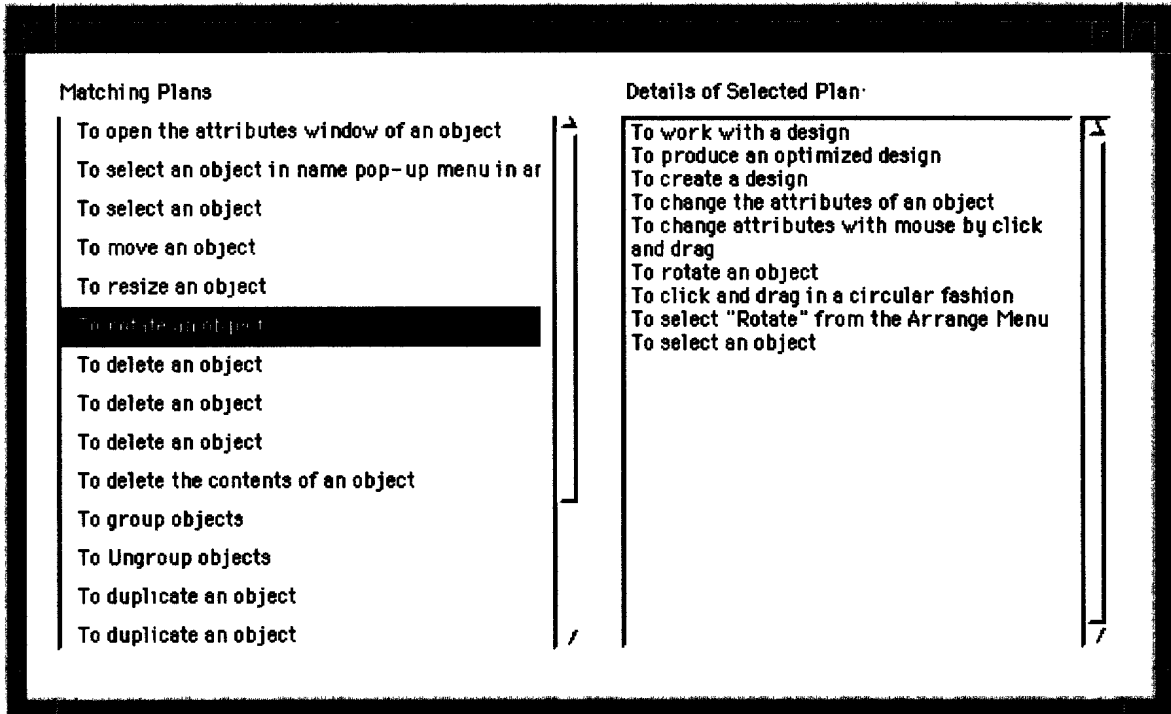 Matching Plans
To open the attributes window of an object
To select an object in name pop-up menu in ar
To select an object
To move an object
To resize an object
To rotate an object
To delete an object
To delete an object
To delete an object
To delete the contents of an object
To group objects
To Ungroup objects
To duplicate an object
To duplicate an object
Details of Selected Plan
To work with a design
To produce an optimized design
To create a design
To change the attributes of an object
To change attributes with mouse by click
and drag
To rotate an object
To click and drag in a circular fashion
To select "Rotate" from the Arrange Menu
To select an object